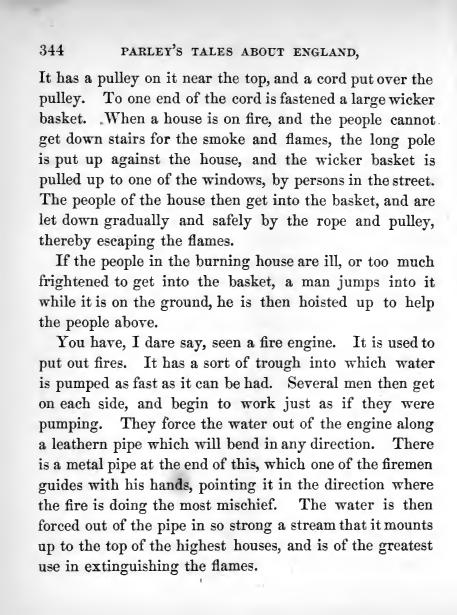 344 PARLEY'S TALES ABOUT ENGLAND,
It has a pulley on it near the top, and a cord put over the
pulley. To one end of the cord is fastened a large wicker
basket. When a house is on fire, and the people cannot
get down stairs for the smoke and flames, the long pole
is put up against the house, and the wicker basket is
pulled up to one of the windows, by persons in the street.
The people of the house then get into the basket, and are
let down gradually and safely by the rope and pulley,
thereby escaping the flames.
If the people in the burning house are ill, or too much
frightened to get into the basket, a man jumps into it
while it is on the ground, he is then hoisted up to help
the people above.
You have, I dare say, seen a fire engine. It is used to
put out fires. It has a sort of trough into which water
is pumped as fast as it can be had. Several men then get
on each side, and begin to work just as if they were
pumping. They force the water out of the engine along
a leathern pipe which will bend in any direction. There
is a metal pipe at the end of this, which one of the firemen
guides with his hands, pointing it in the direction where
the fire is doing the most mischief. The water is then
forced out of the pipe in so strong a stream that it mounts
up to the top of the highest houses, and is of the greatest
use in extinguishing the flames.